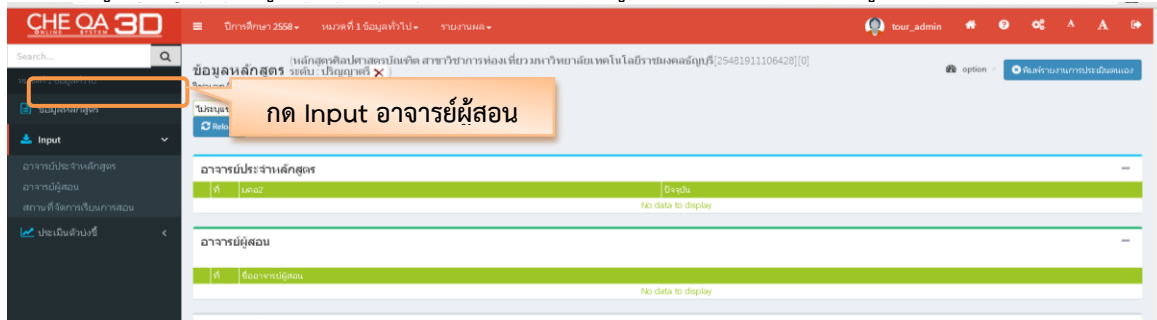 CHE QA 3D
ONLINE SYSTEM
ปีการศึกษา 2558 หมวดที่ 1 ข้อมูลทั่วไป รายงานผล tour_admin A A
Search...
ข้อมูลหลักสูตร (หลักสูตรศิลปศาสตรบัณฑิต สาขาวิชาการท่องเที่ยว มหาวิทยาลัยเทคโนโลยีราชมงคลธัญบุรี[25481911106428][0]
ระดับ : ปริญญาตรี ) option พิมพ์รายงานการประเมินตนเอง
ข้อมูลหลักสูตร
กด Input อาจารย์ผู้สอน
Input
อาจารย์ประจำหลักสูตร
อาจารย์ผู้สอน
สถานที่จัดการเรียนการสอน
ประเมินตัวบ่งชี้
อาจารย์ประจำหลักสูตร
ที่ มคอ2 ปัจจุบัน
No data to display
อาจารย์ผู้สอน
ที่ ชื่ออาจารย์ผู้สอน
No data to display